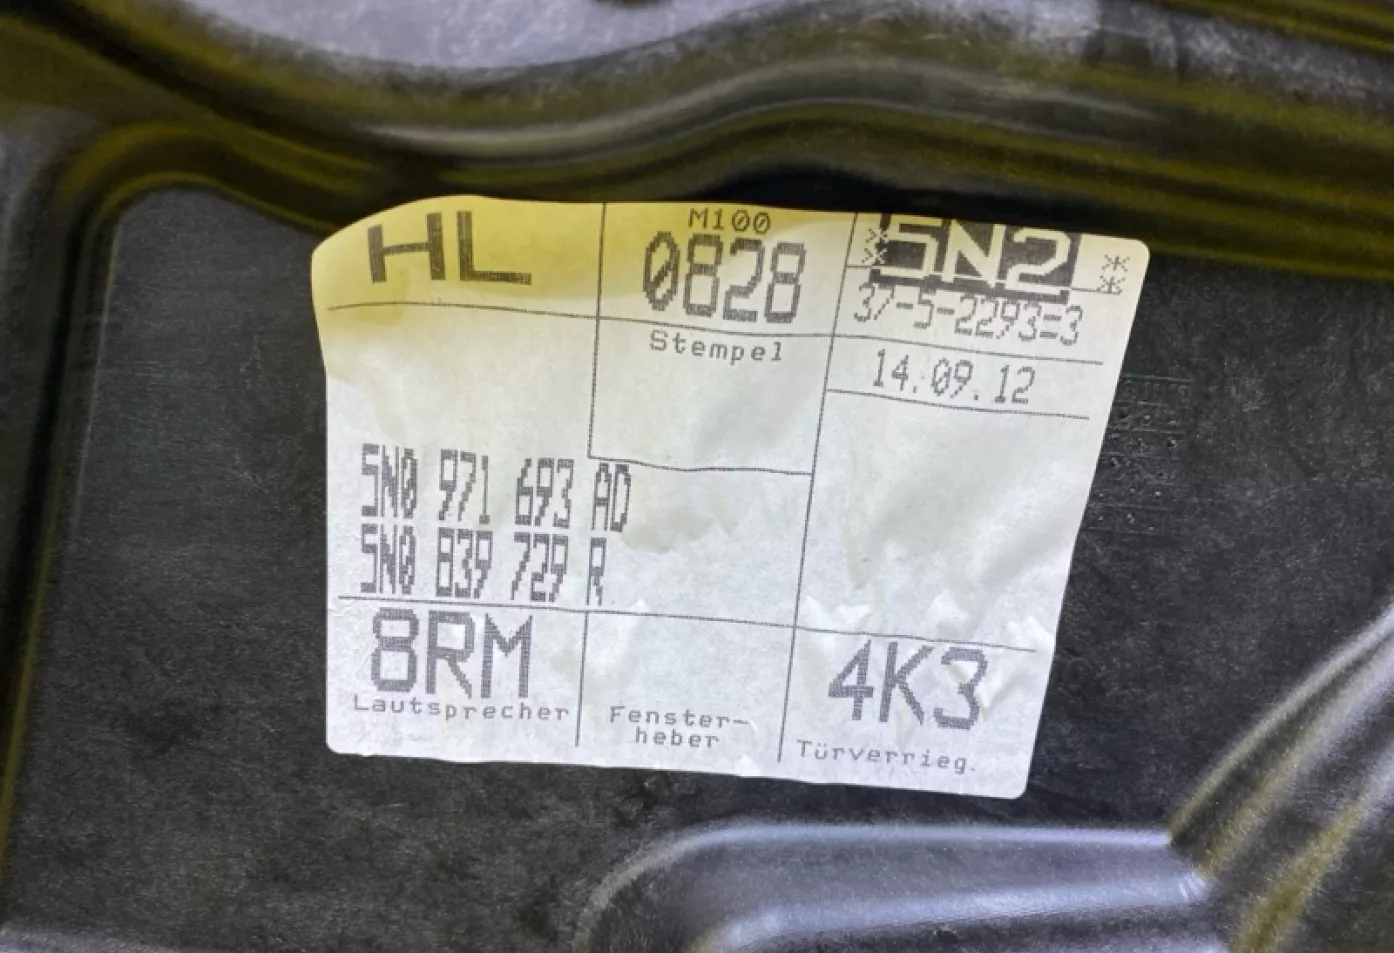 HL
M100
0828
Stempel
5N2
37-5-2293=3
14.09.12
5N0 971 693 AD
5N0 839 729 R
8RM
Lautsprecher
Fenster-
heber
4K3
Türverrieg.